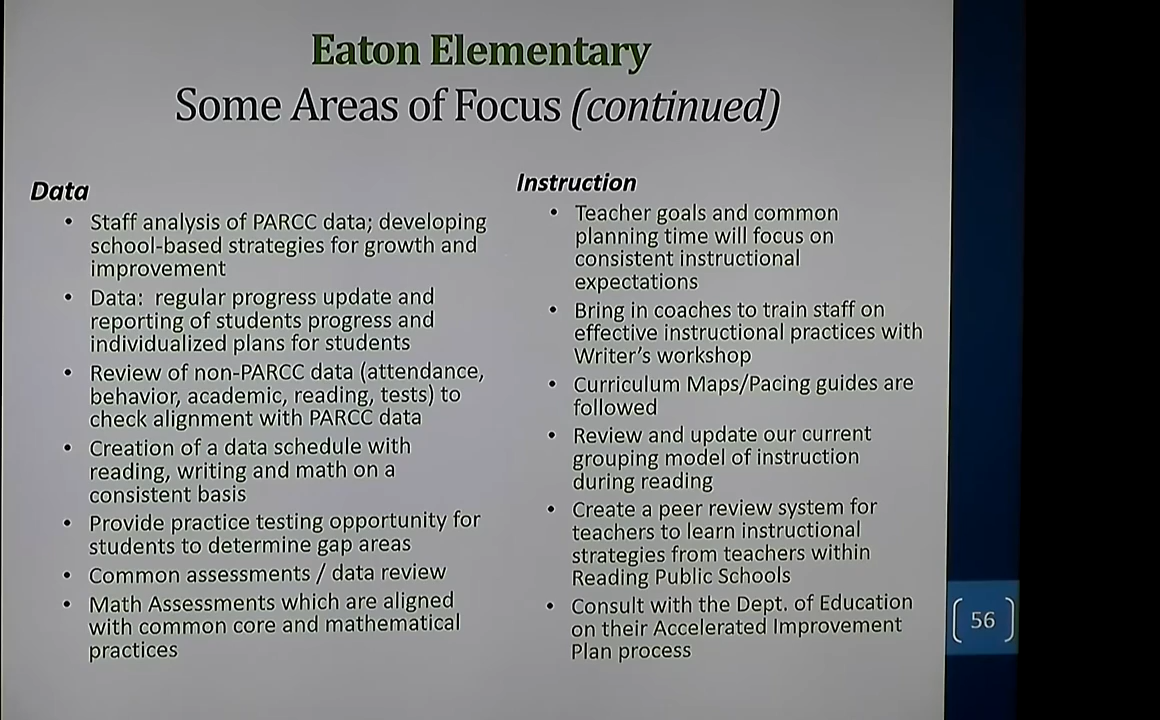 Eaton Elementary
Some Areas of Focus (continued)
Data
• Staff analysis of PARCC data; developing
school-based strategies for growth and
improvement
• Data:  regular progress update and
reporting of students progress and
individualized plans for students
• Review of non-PARCC data (attendance,
behavior, academic, reading, tests) to
check alignment with PARCC data
• Creation of a data schedule with
reading, writing and math on a
consistent basis
• Provide practice testing opportunity for
students to determine gap areas
• Common assessments / data review
• Math Assessments which are aligned
with common core and mathematical
practices
Instruction
• Teacher goals and common
planning time will focus on
consistent instructional
expectations
• Bring in coaches to train staff on
effective instructional practices with
Writer's workshop
• Curriculum Maps/Pacing guides are
followed
• Review and update our current
grouping model of instruction
during reading
• Create a peer review system for
teachers to learn instructional
strategies from teachers within
Reading Public Schools
• Consult with the Dept. of Education
on their Accelerated Improvement
Plan process
56